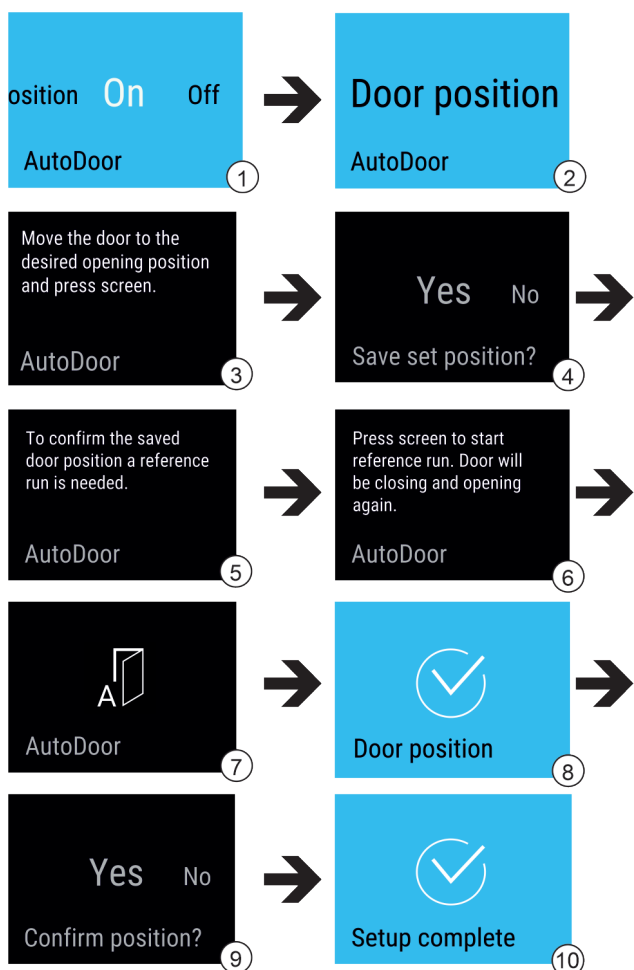 osition On Off
AutoDoor
1
Door position
AutoDoor
2
Move the door to the
desired opening position
and press screen.
AutoDoor
3
Yes No
Save set position?
4
To confirm the saved
door position a reference
run is needed.
AutoDoor
5
Press screen to start
reference run. Door will
be closing and opening
again.
AutoDoor
6
A
AutoDoor
7
Door position
8
Yes No
Confirm position?
9
Setup complete
10